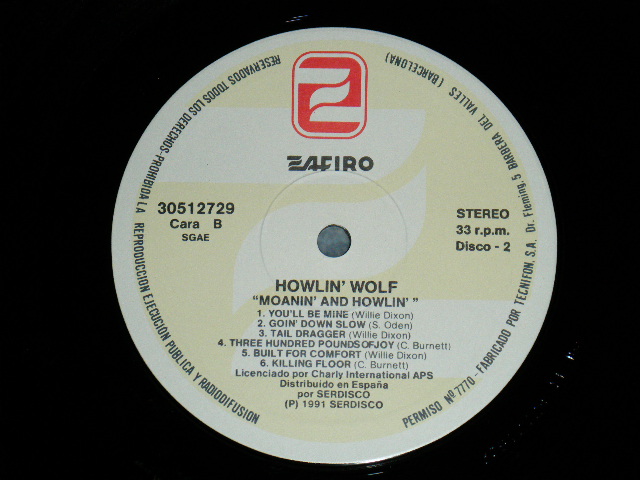 ZAFIRO
30512729
Cara B
SGAE
STEREO
33 r.p.m.
Disco - 2
HOWLIN' WOLF
"MOANIN' AND HOWLIN' "
1. YOU'LL BE MINE (Willie Dixon)
2. GOIN' DOWN SLOW (S. Oden)
3. TAIL DRAGGER (Willie Dixon)
4. THREE HUNDRED POUNDS OF JOY (C. Burnett)
5. BUILT FOR COMFORT (Willie Dixon)
6. KILLING FLOOR (C. Burnett)
Licenciado por Charly International APS
Distribuido en España
por SERDISCO
(P) 1991 SERDISCO
RESERVADOS TODOS LOS DERECHOS-PROHIBIDA LA REPRODUCCION EJECUCION PUBLICA Y RADIODIFUSION
PERMISO Nº 7770 - FABRICADO POR TECNIFON, S.A. Dr. Fleming, 5 BARBERA DEL VALLES (BARCELONA)